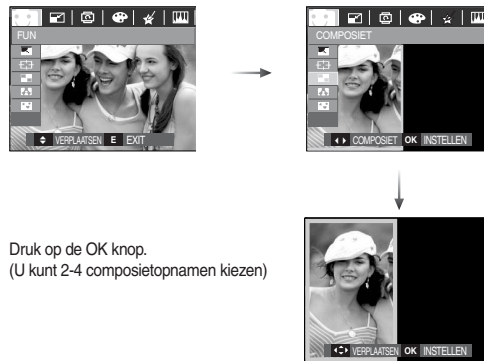 FUN
VERPLAATSEN E EXIT
COMPOSIET
COMPOSIET OK INSTELLEN
Druk op de OK knop.
(U kunt 2-4 composietopnamen kiezen)
VERPLAATSEN OK INSTELLEN